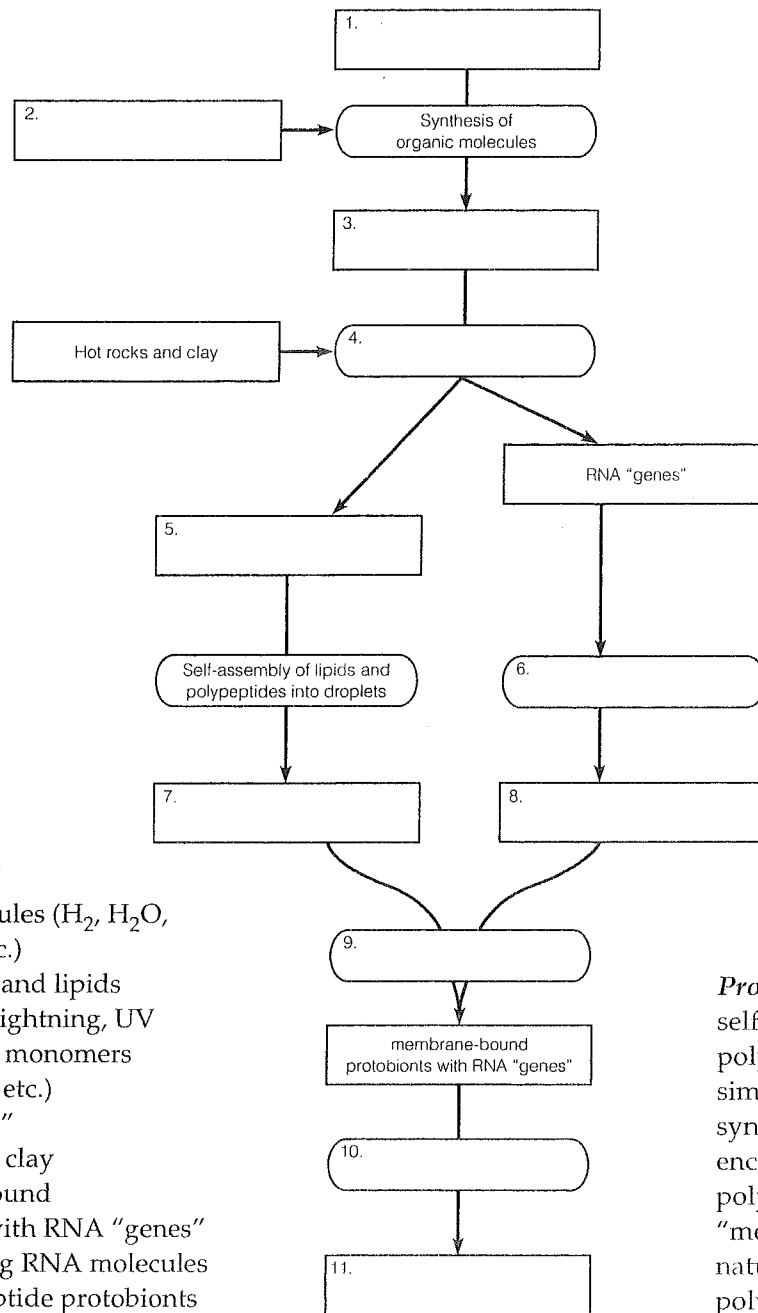 1.
2.
Synthesis of
organic molecules
3.
Hot rocks and clay
4.
RNA "genes"
5.
Self-assembly of lipids and
polypeptides into droplets
6.
7.
8.
ules (H₂, H₂O,
c.)
and lipids
ightning, UV
monomers
etc.)
"
clay
ound
with RNA "genes"
g RNA molecules
ptide protobionts
9.
membrane-bound
protobionts with RNA "genes"
10.
11.
Pro
self
poly
sim
syn
enc
poly
"me
natu
poly